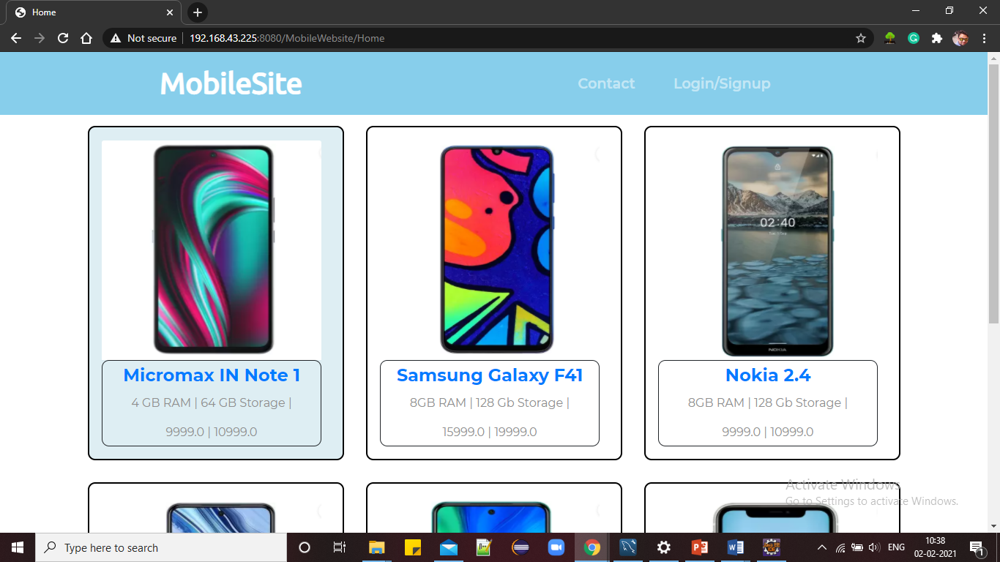 Home
Not secure
192.168.43.225:8080/MobileWebsite/Home
MobileSite
Contact
Login/Signup
02:40
NOKIA
Micromax IN Note 1
4 GB RAM | 64 GB Storage |
9999.0 | 10999.0
Samsung Galaxy F41
8GB RAM | 128 Gb Storage |
15999.0 | 19999.0
Nokia 2.4
8GB RAM | 128 Gb Storage |
9999.0 | 10999.0
Activate Windows
Go to Settings to activate Windows.
Type here to search
ENG
10:38
02-02-2021
1